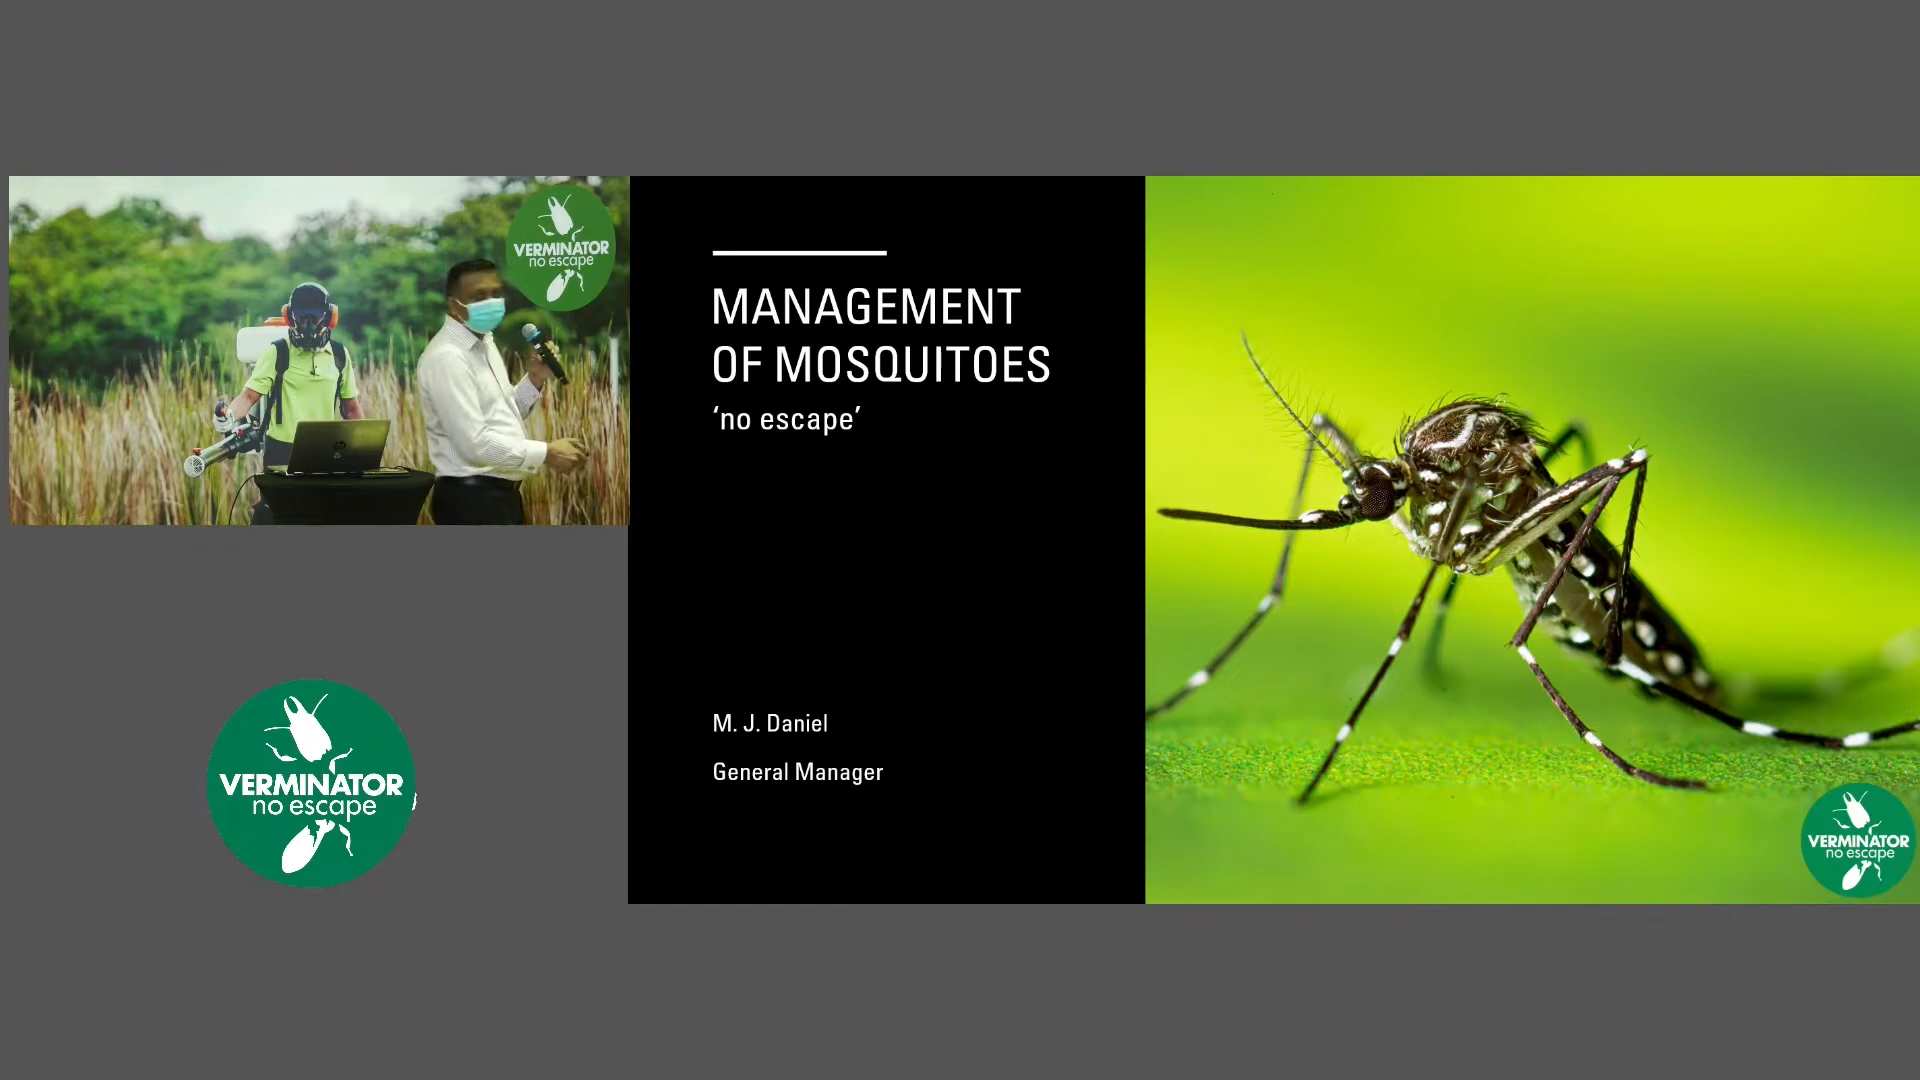 VERMINATOR
no escape
MANAGEMENT
OF MOSQUITOES
‘no escape’
M. J. Daniel
General Manager
VERMINATOR
no escape
VERMINATOR
no escape